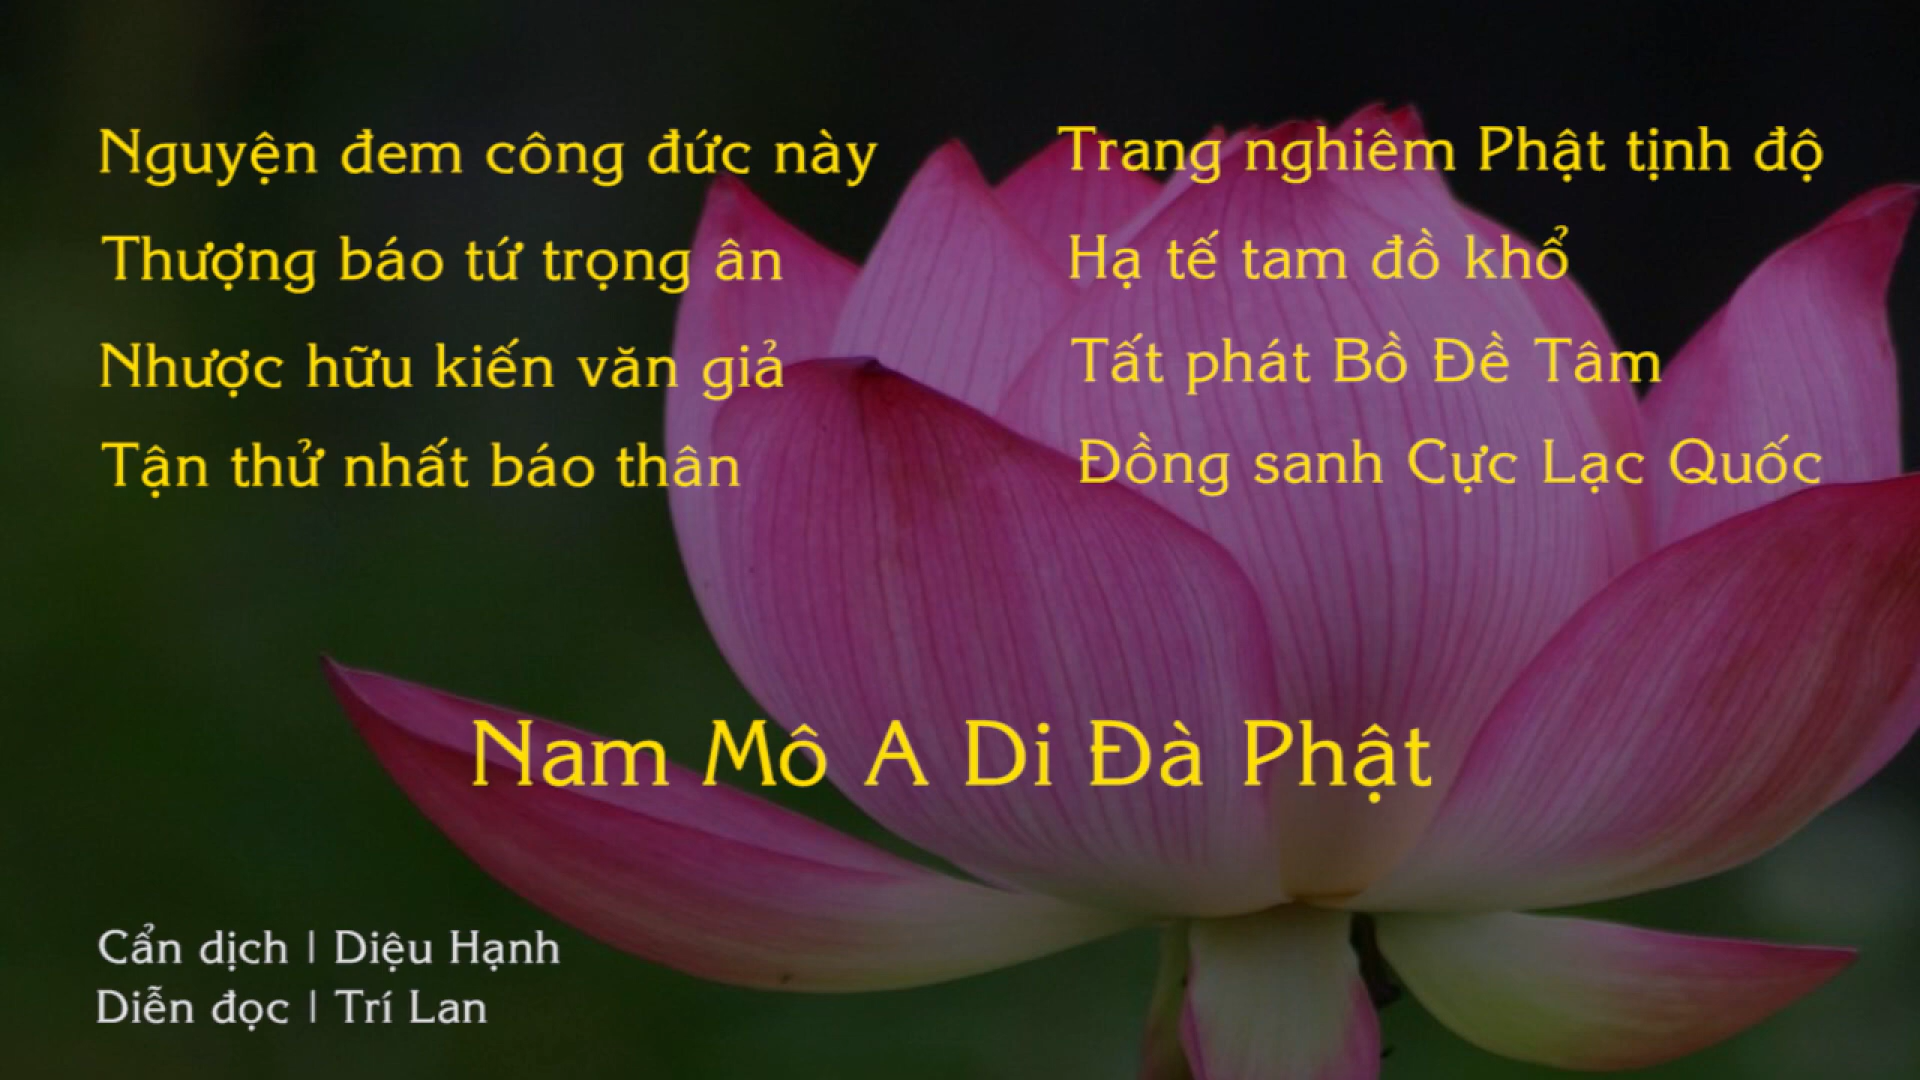 Nguyện đem công đức này
Trang nghiêm Phật tịnh độ
Thượng báo tứ trọng ân
Hạ tế tam đồ khổ
Nhược hữu kiến văn giả
Tất phát Bồ Đề Tâm
Tận thử nhất báo thân
Đồng sanh Cực Lạc Quốc
Nam Mô A Di Đà Phật
Cẩn dịch | Diệu Hạnh
Diễn đọc | Trí Lan